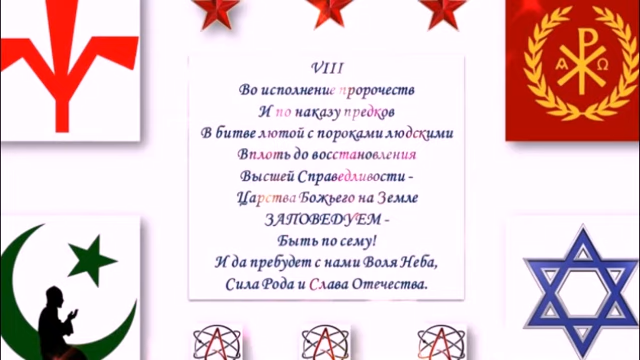 VIII
Во исполнение пророчеств
И по наказу предков
В битве лютой с пороками людскими
Вплоть до восстановления
Высшей Справедливости -
Царства Божьего на Земле
ЗАПОВЕДУЕМ -
Быть по сему!
И да пребудет с нами Воля Неба,
Сила Рода и Слава Отечества.